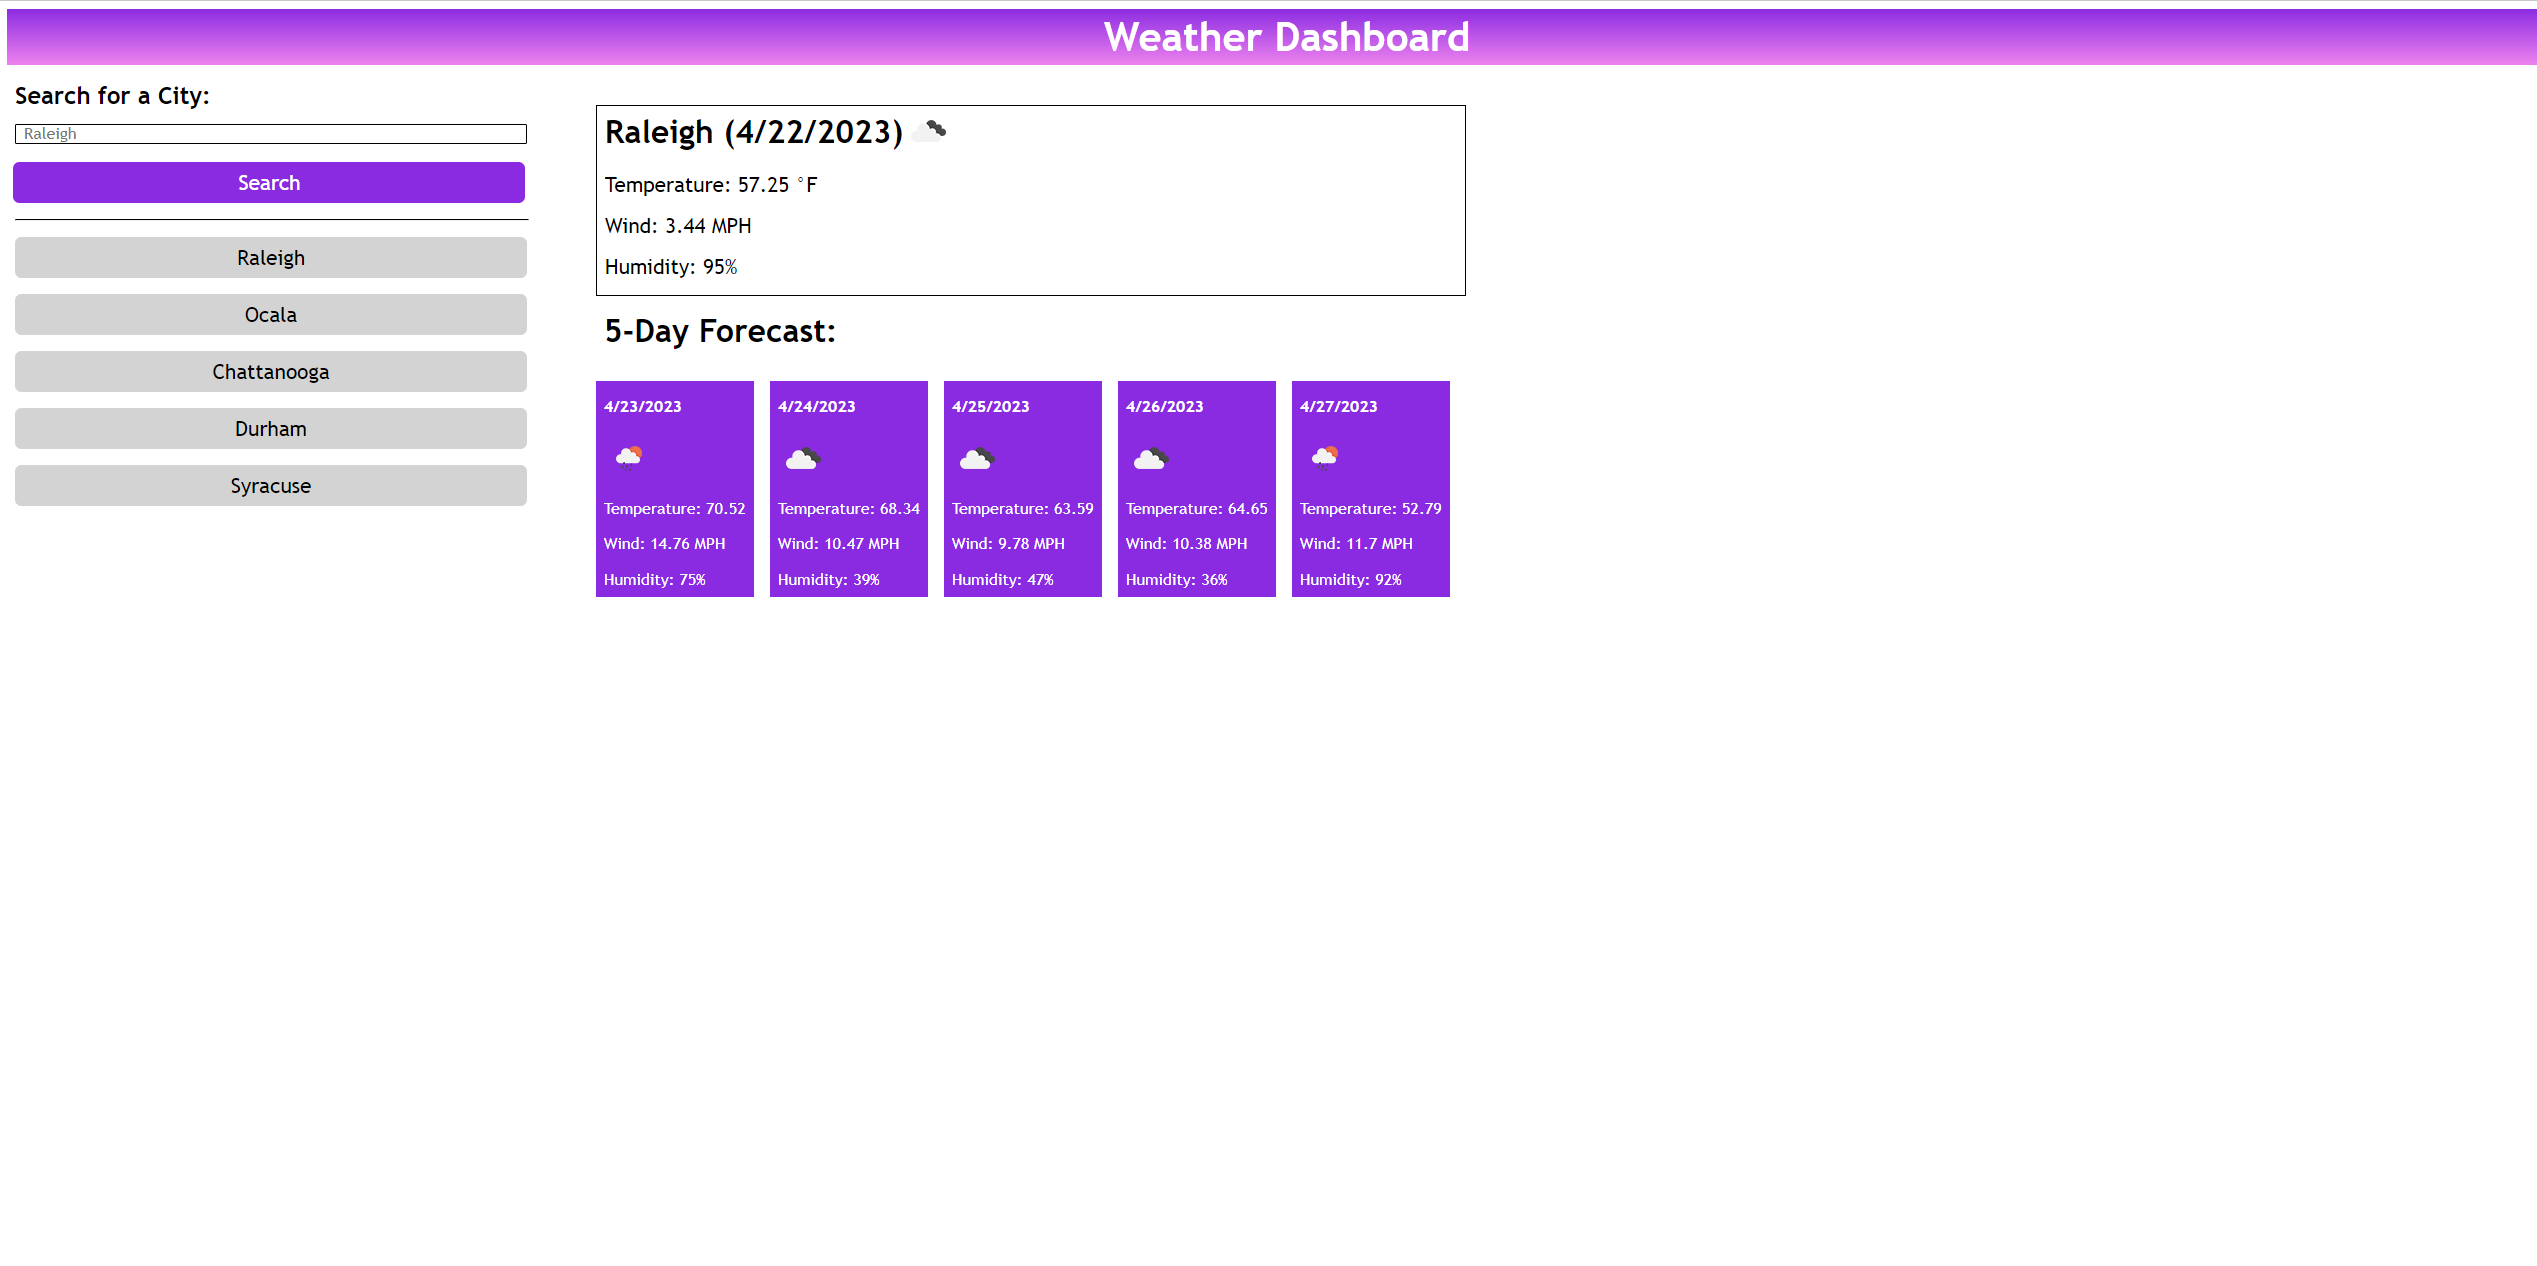 Weather Dashboard
Search for a City:
Raleigh
Search
Raleigh
Ocala
Chattanooga
Durham
Syracuse
Raleigh (4/22/2023)
Temperature: 57.25 °F
Wind: 3.44 MPH
Humidity: 95%
5-Day Forecast:
4/23/2023
Temperature: 70.52
Wind: 14.76 MPH
Humidity: 75%
4/24/2023
Temperature: 68.34
Wind: 10.47 MPH
Humidity: 39%
4/25/2023
Temperature: 63.59
Wind: 9.78 MPH
Humidity: 47%
4/26/2023
Temperature: 64.65
Wind: 10.38 MPH
Humidity: 36%
4/27/2023
Temperature: 52.79
Wind: 11.7 MPH
Humidity: 92%